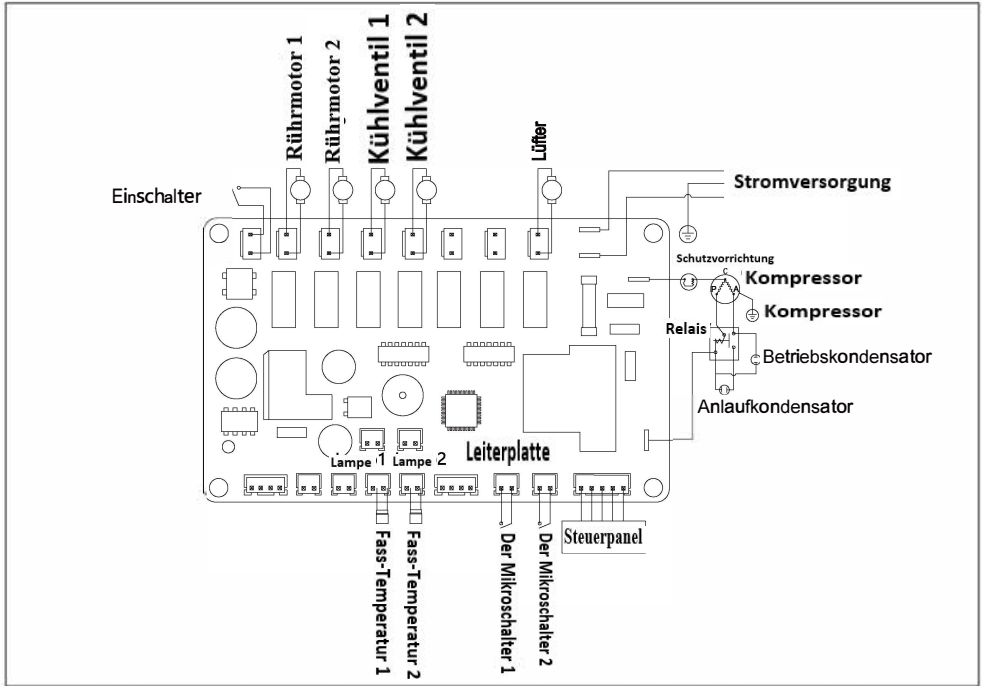 Rührmotor 1
Rührmotor 2
Kühlventil 1
Kühlventil 2
Lüfter
Einschalter
Stromversorgung
Schutzvorrichtung
C
P
A
Kompressor
Kompressor
Relais
Betriebskondensator
Anlaufkondensator
Lampe 1
Lampe 2
Leiterplatte
Fass-Temperatur 1
Fass-Temperatur 2
Der Mikroschalter 1
Der Mikroschalter 2
Steuerpanel